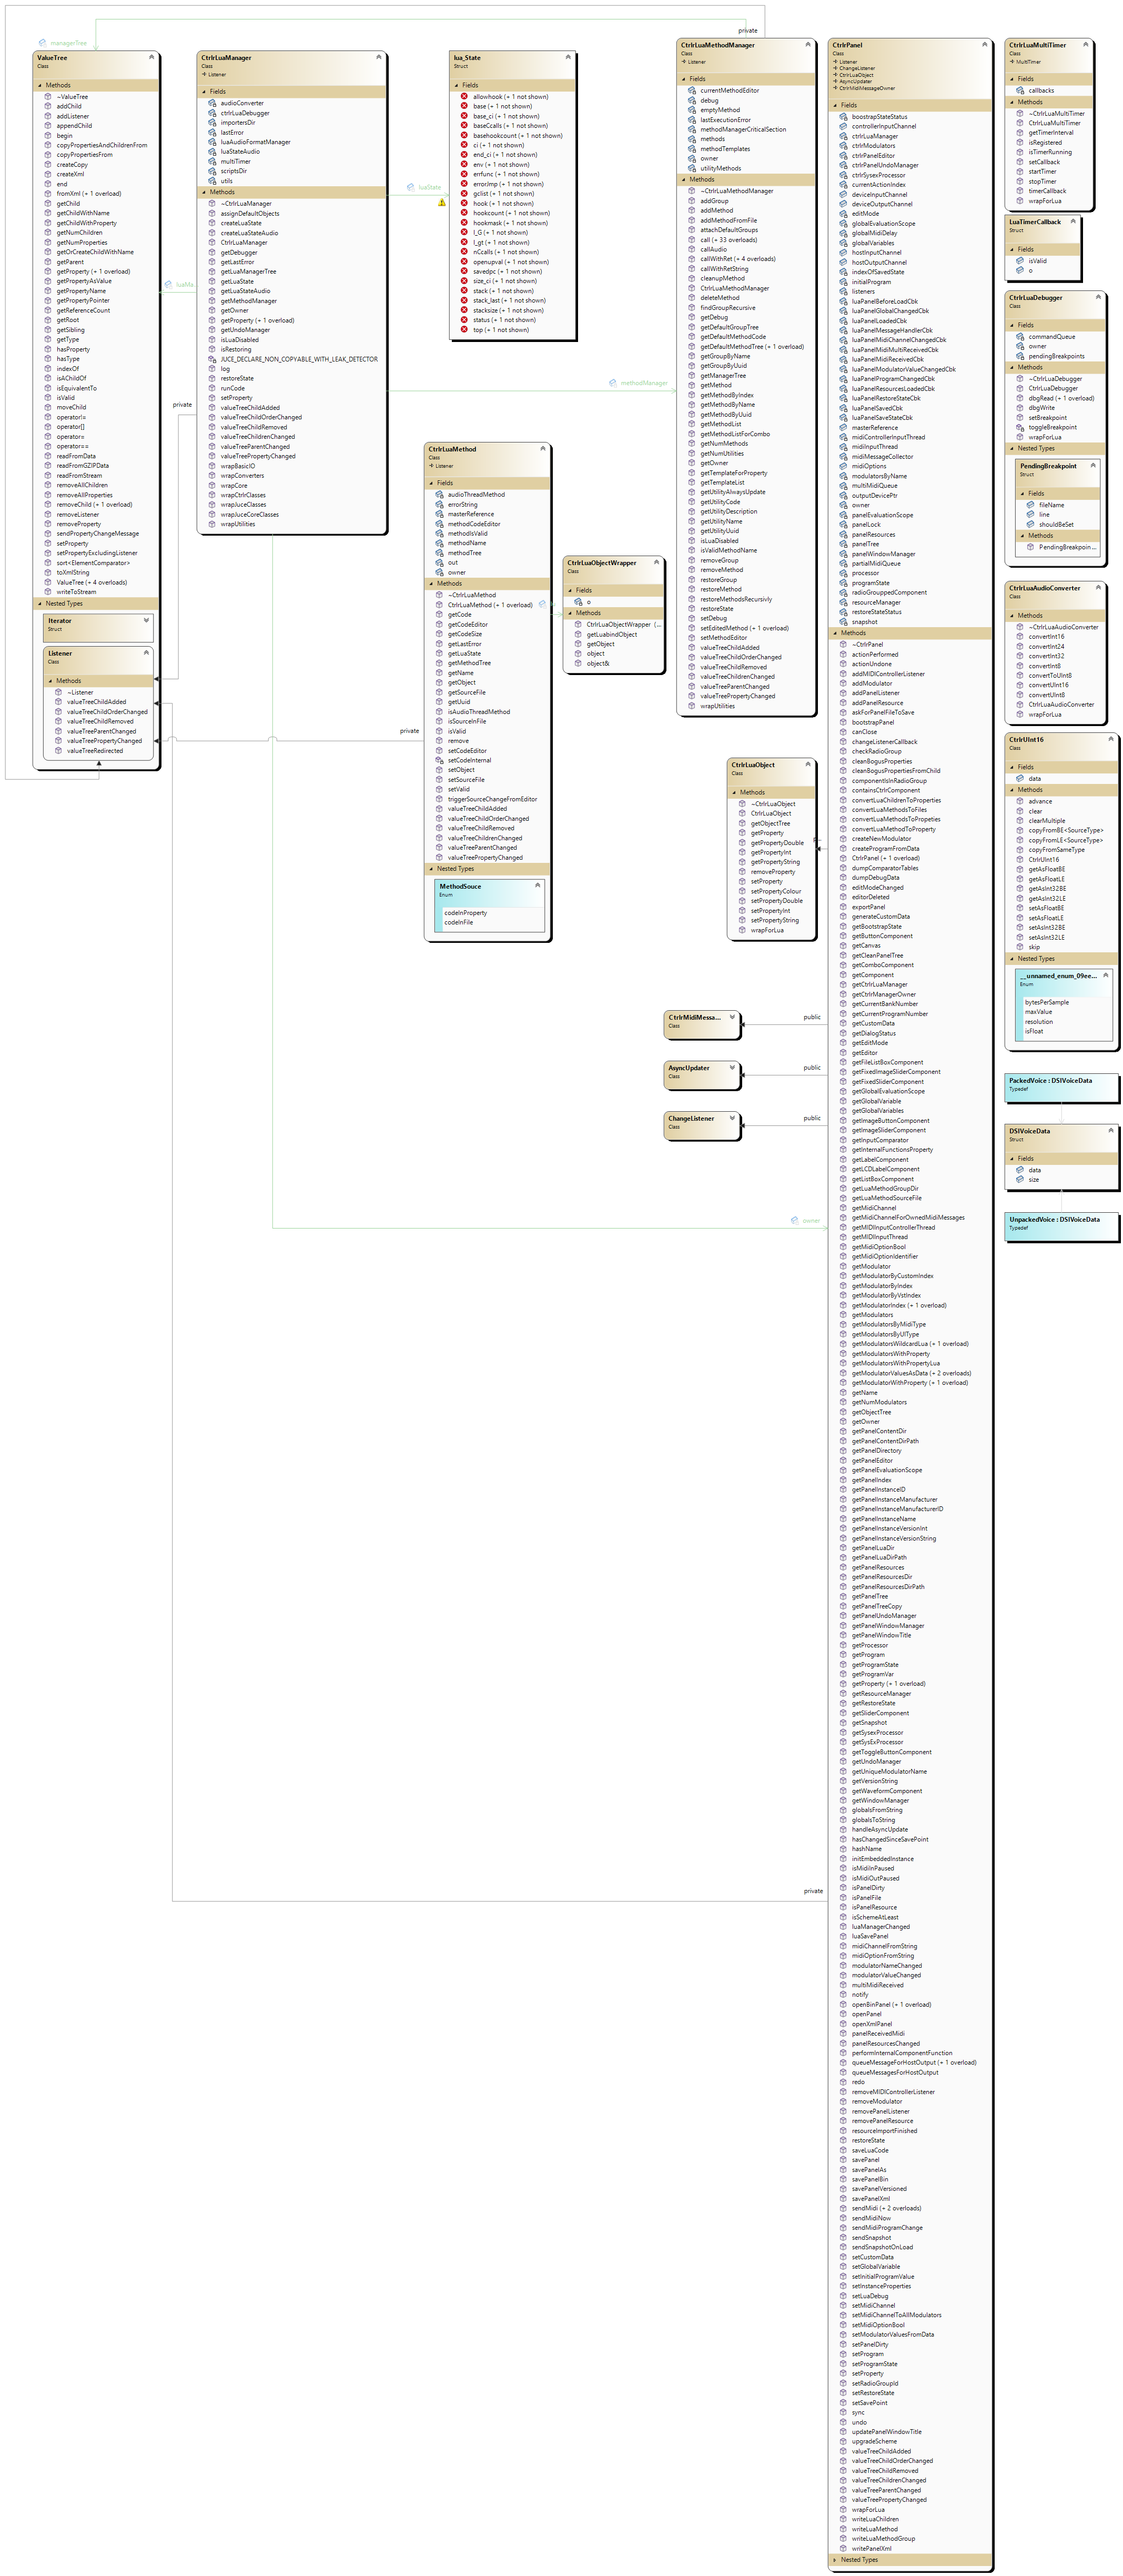 private
managerTree
ValueTree
Class
Methods
~ValueTree
addChild
addListener
appendChild
begin
copyPropertiesAndChildrenFrom
copyPropertiesFrom
createCopy
createXml
end
fromXml (+ 1 overload)
getChild
getChildWithName
getChildWithProperty
getNumChildren
getNumProperties
getOrCreateChildWithName
getParent
getProperty (+ 1 overload)
getPropertyAsValue
getPropertyName
getPropertyPointer
getReferenceCount
getRoot
getSibling
getType
hasProperty
hasType
indexOf
isAChildOf
isEquivalentTo
isValid
moveChild
operator!=
operator[]
operator=
operator==
readFromData
readFromGZIPData
readFromStream
removeAllChildren
removeAllProperties
removeChild (+ 1 overload)
removeListener
removeProperty
sendPropertyChangeMessage
setProperty
setPropertyExcludingListener
sort<ElementComparator>
toXmlString
ValueTree (+ 4 overloads)
writeToStream
Nested Types
Iterator
Struct
Listener
Class
Methods
~Listener
valueTreeChildAdded
valueTreeChildOrderChanged
valueTreeChildRemoved
valueTreeParentChanged
valueTreePropertyChanged
valueTreeRedirected
luaMa...
private
CtrlrLuaManager
Class
Listener
Fields
audioConverter
ctrlrLuaDebugger
importersDir
lastError
luaAudioFormatManager
luaStateAudio
multiTimer
scriptsDir
utils
Methods
~CtrlrLuaManager
assignDefaultObjects
createLuaState
createLuaStateAudio
CtrlrLuaManager
getDebugger
getLastError
getLuaManagerTree
getLuaState
getLuaStateAudio
getMethodManager
getOwner
getProperty (+ 1 overload)
getUndoManager
isLuaDisabled
isRestoring
JUCE_DECLARE_NON_COPYABLE_WITH_LEAK_DETECTOR
log
restoreState
runCode
setProperty
valueTreeChildAdded
valueTreeChildOrderChanged
valueTreeChildRemoved
valueTreeChildrenChanged
valueTreeParentChanged
valueTreePropertyChanged
wrapBasicIO
wrapConverters
wrapCore
wrapCtrlrClasses
wrapJuceClasses
wrapJuceCoreClasses
wrapUtilities
luaState
lua_State
Struct
Fields
allowhook (+ 1 not shown)
base (+ 1 not shown)
base_ci (+ 1 not shown)
baseCcalls (+ 1 not shown)
basehookcount (+ 1 not shown)
ci (+ 1 not shown)
end_ci (+ 1 not shown)
env (+ 1 not shown)
errfunc (+ 1 not shown)
errorJmp (+ 1 not shown)
gclist (+ 1 not shown)
hook (+ 1 not shown)
hookcount (+ 1 not shown)
hookmask (+ 1 not shown)
l_G (+ 1 not shown)
l_gt (+ 1 not shown)
nCcalls (+ 1 not shown)
openupval (+ 1 not shown)
savedpc (+ 1 not shown)
size_ci (+ 1 not shown)
stack (+ 1 not shown)
stack_last (+ 1 not shown)
stacksize (+ 1 not shown)
status (+ 1 not shown)
top (+ 1 not shown)
methodManager
CtrlrLuaMethod
Class
Listener
Fields
audioThreadMethod
errorString
masterReference
methodCodeEditor
methodIsValid
methodName
methodTree
out
owner
Methods
~CtrlrLuaMethod
CtrlrLuaMethod (+ 1 overload)
getCode
getCodeEditor
getCodeSize
getLastError
getLuaState
getMethodTree
getName
getObject
getSourceFile
getUuid
isAudioThreadMethod
isSourceInFile
isValid
remove
setCodeEditor
setCodeInternal
setObject
setSourceFile
setValid
triggerSourceChangeFromEditor
valueTreeChildAdded
valueTreeChildOrderChanged
valueTreeChildRemoved
valueTreeChildrenChanged
valueTreeParentChanged
valueTreePropertyChanged
Nested Types
MethodSouce
Enum
codeInProperty
codeInFile
private
CtrlrLuaObjectWrapper
Class
Fields
o
Methods
CtrlrLuaObjectWrapper (...
getLuabindObject
getObject
object
object&
CtrlrLuaMethodManager
Class
Listener
Fields
currentMethodEditor
debug
emptyMethod
lastExecutionError
methodManagerCriticalSection
methods
methodTemplates
owner
utilityMethods
Methods
~CtrlrLuaMethodManager
addGroup
addMethod
addMethodFromFile
attachDefaultGroups
call (+ 33 overloads)
callAudio
callWithRet (+ 4 overloads)
callWithRetString
cleanupMethod
CtrlrLuaMethodManager
deleteMethod
findGroupRecursive
getDebug
getDefaultGroupTree
getDefaultMethodCode
getDefaultMethodTree (+ 1 overload)
getGroupByName
getGroupByUuid
getManagerTree
getMethod
getMethodByIndex
getMethodByName
getMethodByUuid
getMethodList
getMethodListForCombo
getNumMethods
getNumUtilities
getOwner
getTemplateForProperty
getTemplateList
getUtilityAlwaysUpdate
getUtilityCode
getUtilityDescription
getUtilityName
getUtilityUuid
isLuaDisabled
isValidMethodName
removeGroup
removeMethod
restoreGroup
restoreMethod
restoreMethodsRecursivly
restoreState
setDebug
setEditedMethod (+ 1 overload)
setMethodEditor
valueTreeChildAdded
valueTreeChildOrderChanged
valueTreeChildRemoved
valueTreeChildrenChanged
valueTreeParentChanged
valueTreePropertyChanged
wrapUtilities
CtrlrLuaObject
Class
Methods
~CtrlrLuaObject
CtrlrLuaObject
getObjectTree
getProperty
getPropertyDouble
getPropertyInt
getPropertyString
removeProperty
setProperty
setPropertyColour
setPropertyDouble
setPropertyInt
setPropertyString
wrapForLua
CtrlrMidiMessa...
Class
public
AsyncUpdater
Class
public
ChangeListener
Class
public
owner
private
CtrlrPanel
Class
Listener
ChangeListener
CtrlrLuaObject
AsyncUpdater
CtrlrMidiMessageOwner
Fields
boostrapStateStatus
controllerInputChannel
ctrlrLuaManager
ctrlrModulators
ctrlrPanelEditor
ctrlrPanelUndoManager
ctrlrSysexProcessor
currentActionIndex
deviceInputChannel
deviceOutputChannel
editMode
globalEvaluationScope
globalMidiDelay
globalVariables
hostInputChannel
hostOutputChannel
indexOfSavedState
initialProgram
listeners
luaPanelBeforeLoadCbk
luaPanelGlobalChangedCbk
luaPanelLoadedCbk
luaPanelMessageHandlerCbk
luaPanelMidiChannelChangedCbk
luaPanelMidiMultiReceivedCbk
luaPanelMidiReceivedCbk
luaPanelModulatorValueChangedCbk
luaPanelProgramChangedCbk
luaPanelResourcesLoadedCbk
luaPanelRestoreStateCbk
luaPanelSavedCbk
luaPanelSaveStateCbk
masterReference
midiControllerInputThread
midiInputThread
midiMessageCollector
midiOptions
modulatorsByName
multiMidiQueue
outputDevicePtr
owner
panelEvaluationScope
panelLock
panelResources
panelTree
panelWindowManager
partialMidiQueue
processor
programState
radioGrouppedComponent
resourceManager
restoreStateStatus
snapshot
Methods
~CtrlrPanel
actionPerformed
actionUndone
addMIDIControllerListener
addModulator
addPanelListener
addPanelResource
askForPanelFileToSave
bootstrapPanel
canClose
changeListenerCallback
checkRadioGroup
cleanBogusProperties
cleanBogusPropertiesFromChild
componentIsInRadioGroup
containsCtrlrComponent
convertLuaChildrenToProperties
convertLuaMethodsToFiles
convertLuaMethodsToPropeties
convertLuaMethodToProperty
createNewModulator
createProgramFromData
CtrlrPanel (+ 1 overload)
dumpComparatorTables
dumpDebugData
editModeChanged
editorDeleted
exportPanel
generateCustomData
getBootstrapState
getButtonComponent
getCanvas
getCleanPanelTree
getComboComponent
getComponent
getCtrlrLuaManager
getCtrlrManagerOwner
getCurrentBankNumber
getCurrentProgramNumber
getCustomData
getDialogStatus
getEditMode
getEditor
getFileListBoxComponent
getFixedImageSliderComponent
getFixedSliderComponent
getGlobalEvaluationScope
getGlobalVariable
getGlobalVariables
getImageButtonComponent
getImageSliderComponent
getInputComparator
getInternalFunctionsProperty
getLabelComponent
getLCDLabelComponent
getListBoxComponent
getLuaMethodGroupDir
getLuaMethodSourceFile
getMidiChannel
getMidiChannelForOwnedMidiMessages
getMIDIInputControllerThread
getMIDIInputThread
getMidiOptionBool
getMidiOptionIdentifier
getModulator
getModulatorByCustomIndex
getModulatorByIndex
getModulatorByVstIndex
getModulatorIndex (+ 1 overload)
getModulators
getModulatorsByMidiType
getModulatorsByUIType
getModulatorsWildcardLua (+ 1 overload)
getModulatorsWithProperty
getModulatorsWithPropertyLua
getModulatorValuesAsData (+ 2 overloads)
getModulatorWithProperty (+ 1 overload)
getName
getNumModulators
getObjectTree
getOwner
getPanelContentDir
getPanelContentDirPath
getPanelDirectory
getPanelEditor
getPanelEvaluationScope
getPanelIndex
getPanelInstanceID
getPanelInstanceManufacturer
getPanelInstanceManufacturerID
getPanelInstanceName
getPanelInstanceVersionInt
getPanelInstanceVersionString
getPanelLuaDir
getPanelLuaDirPath
getPanelResources
getPanelResourcesDir
getPanelResourcesDirPath
getPanelTree
getPanelTreeCopy
getPanelUndoManager
getPanelWindowManager
getPanelWindowTitle
getProcessor
getProgram
getProgramState
getProgramVar
getProperty (+ 1 overload)
getResourceManager
getRestoreState
getSliderComponent
getSnapshot
getSysexProcessor
getSysExProcessor
getToggleButtonComponent
getUndoManager
getUniqueModulatorName
getVersionString
getWaveformComponent
getWindowManager
globalsFromString
globalsToString
handleAsyncUpdate
hasChangedSinceSavePoint
hashName
initEmbeddedInstance
isMidiInPaused
isMidiOutPaused
isPanelDirty
isPanelFile
isPanelResource
isSchemeAtLeast
luaManagerChanged
luaSavePanel
midiChannelFromString
midiOptionFromString
modulatorNameChanged
modulatorValueChanged
multiMidiReceived
notify
openBinPanel (+ 1 overload)
openPanel
openXmlPanel
panelReceivedMidi
panelResourcesChanged
performInternalComponentFunction
queueMessageForHostOutput (+ 1 overload)
queueMessagesForHostOutput
redo
removeMIDIControllerListener
removeModulator
removePanelListener
removePanelResource
resourceImportFinished
restoreState
saveLuaCode
savePanel
savePanelAs
savePanelBin
savePanelVersioned
savePanelXml
sendMidi (+ 2 overloads)
sendMidiNow
sendMidiProgramChange
sendSnapshot
sendSnapshotOnLoad
setCustomData
setGlobalVariable
setInitialProgramValue
setInstanceProperties
setLuaDebug
setMidiChannel
setMidiChannelToAllModulators
setMidiOptionBool
setModulatorValuesFromData
setPanelDirty
setProgram
setProgramState
setProperty
setRadioGroupId
setRestoreState
setSavePoint
sync
undo
updatePanelWindowTitle
upgradeScheme
valueTreeChildAdded
valueTreeChildOrderChanged
valueTreeChildRemoved
valueTreeChildrenChanged
valueTreeParentChanged
valueTreePropertyChanged
wrapForLua
writeLuaChildren
writeLuaMethod
writeLuaMethodGroup
writePanelXml
Nested Types
CtrlrLuaMultiTimer
Class
MultiTimer
Fields
callbacks
Methods
~CtrlrLuaMultiTimer
CtrlrLuaMultiTimer
getTimerInterval
isRegistered
isTimerRunning
setCallback
startTimer
stopTimer
timerCallback
wrapForLua
LuaTimerCallback
Struct
Fields
isValid
o
CtrlrLuaDebugger
Class
Fields
commandQueue
owner
pendingBreakpoints
Methods
~CtrlrLuaDebugger
CtrlrLuaDebugger
dbgRead (+ 1 overload)
dbgWrite
setBreakpoint
toggleBreakpoint
wrapForLua
Nested Types
PendingBreakpoint
Struct
Fields
fileName
line
shouldBeSet
Methods
PendingBreakpoin...
CtrlrLuaAudioConverter
Class
Methods
~CtrlrLuaAudioConverter
convertInt16
convertInt24
convertInt32
convertInt8
convertToUInt8
convertUInt16
convertUInt8
CtrlrLuaAudioConverter
wrapForLua
CtrlrUInt16
Class
Fields
data
Methods
advance
clear
clearMultiple
copyFromBE<SourceType>
copyFromLE<SourceType>
copyFromSameType
CtrlrUInt16
getAsFloatBE
getAsFloatLE
getAsInt32BE
getAsInt32LE
setAsFloatBE
setAsFloatLE
setAsInt32BE
setAsInt32LE
skip
Nested Types
__unnamed_enum_09ee...
Enum
bytesPerSample
maxValue
resolution
isFloat
PackedVoice : DSIVoiceData
Typedef
DSIVoiceData
Struct
Fields
data
size
UnpackedVoice : DSIVoiceData
Typedef